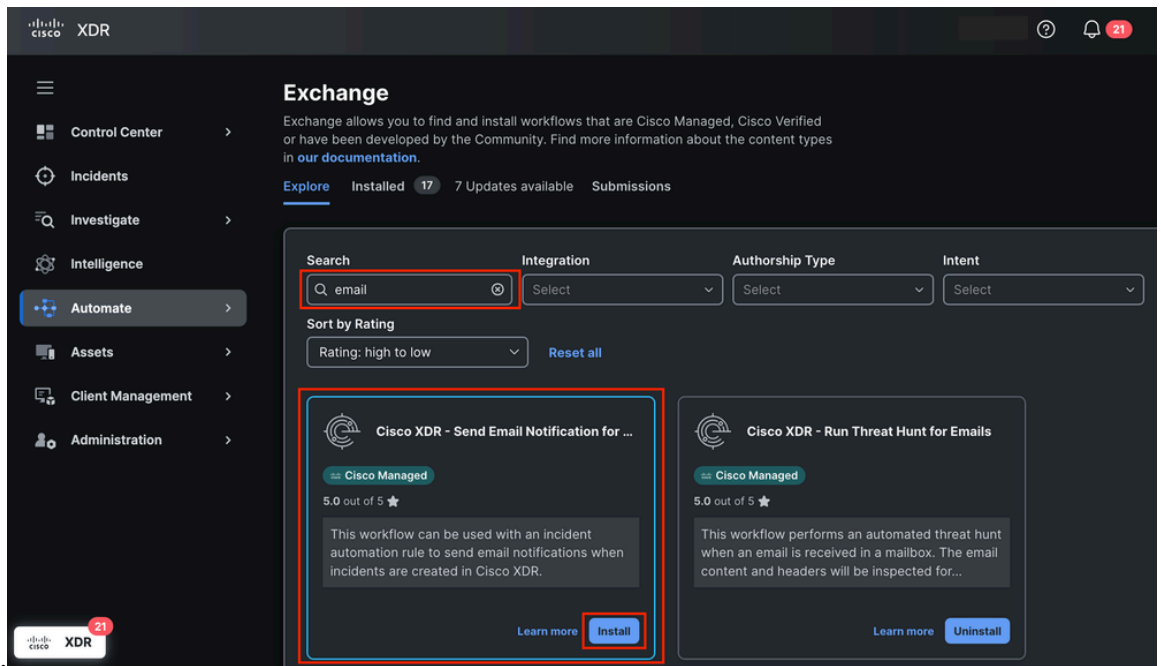 cisco XDR
21
Exchange
Exchange allows you to find and install workflows that are Cisco Managed, Cisco Verified
or have been developed by the Community. Find more information about the content types
in our documentation.
Explore Installed 17 7 Updates available Submissions
Control Center
Incidents
Investigate
Intelligence
Automate
Assets
Client Management
Administration
Search Integration Authorship Type Intent
email Select Select Select
Sort by Rating
Rating: high to low Reset all
Cisco XDR - Send Email Notification for ...
Cisco Managed
5.0 out of 5
This workflow can be used with an incident
automation rule to send email notifications when
incidents are created in Cisco XDR.
Learn more Install
Cisco XDR - Run Threat Hunt for Emails
Cisco Managed
5.0 out of 5
This workflow performs an automated threat hunt
when an email is received in a mailbox. The email
content and headers will be inspected for...
Learn more Uninstall
cisco XDR 21